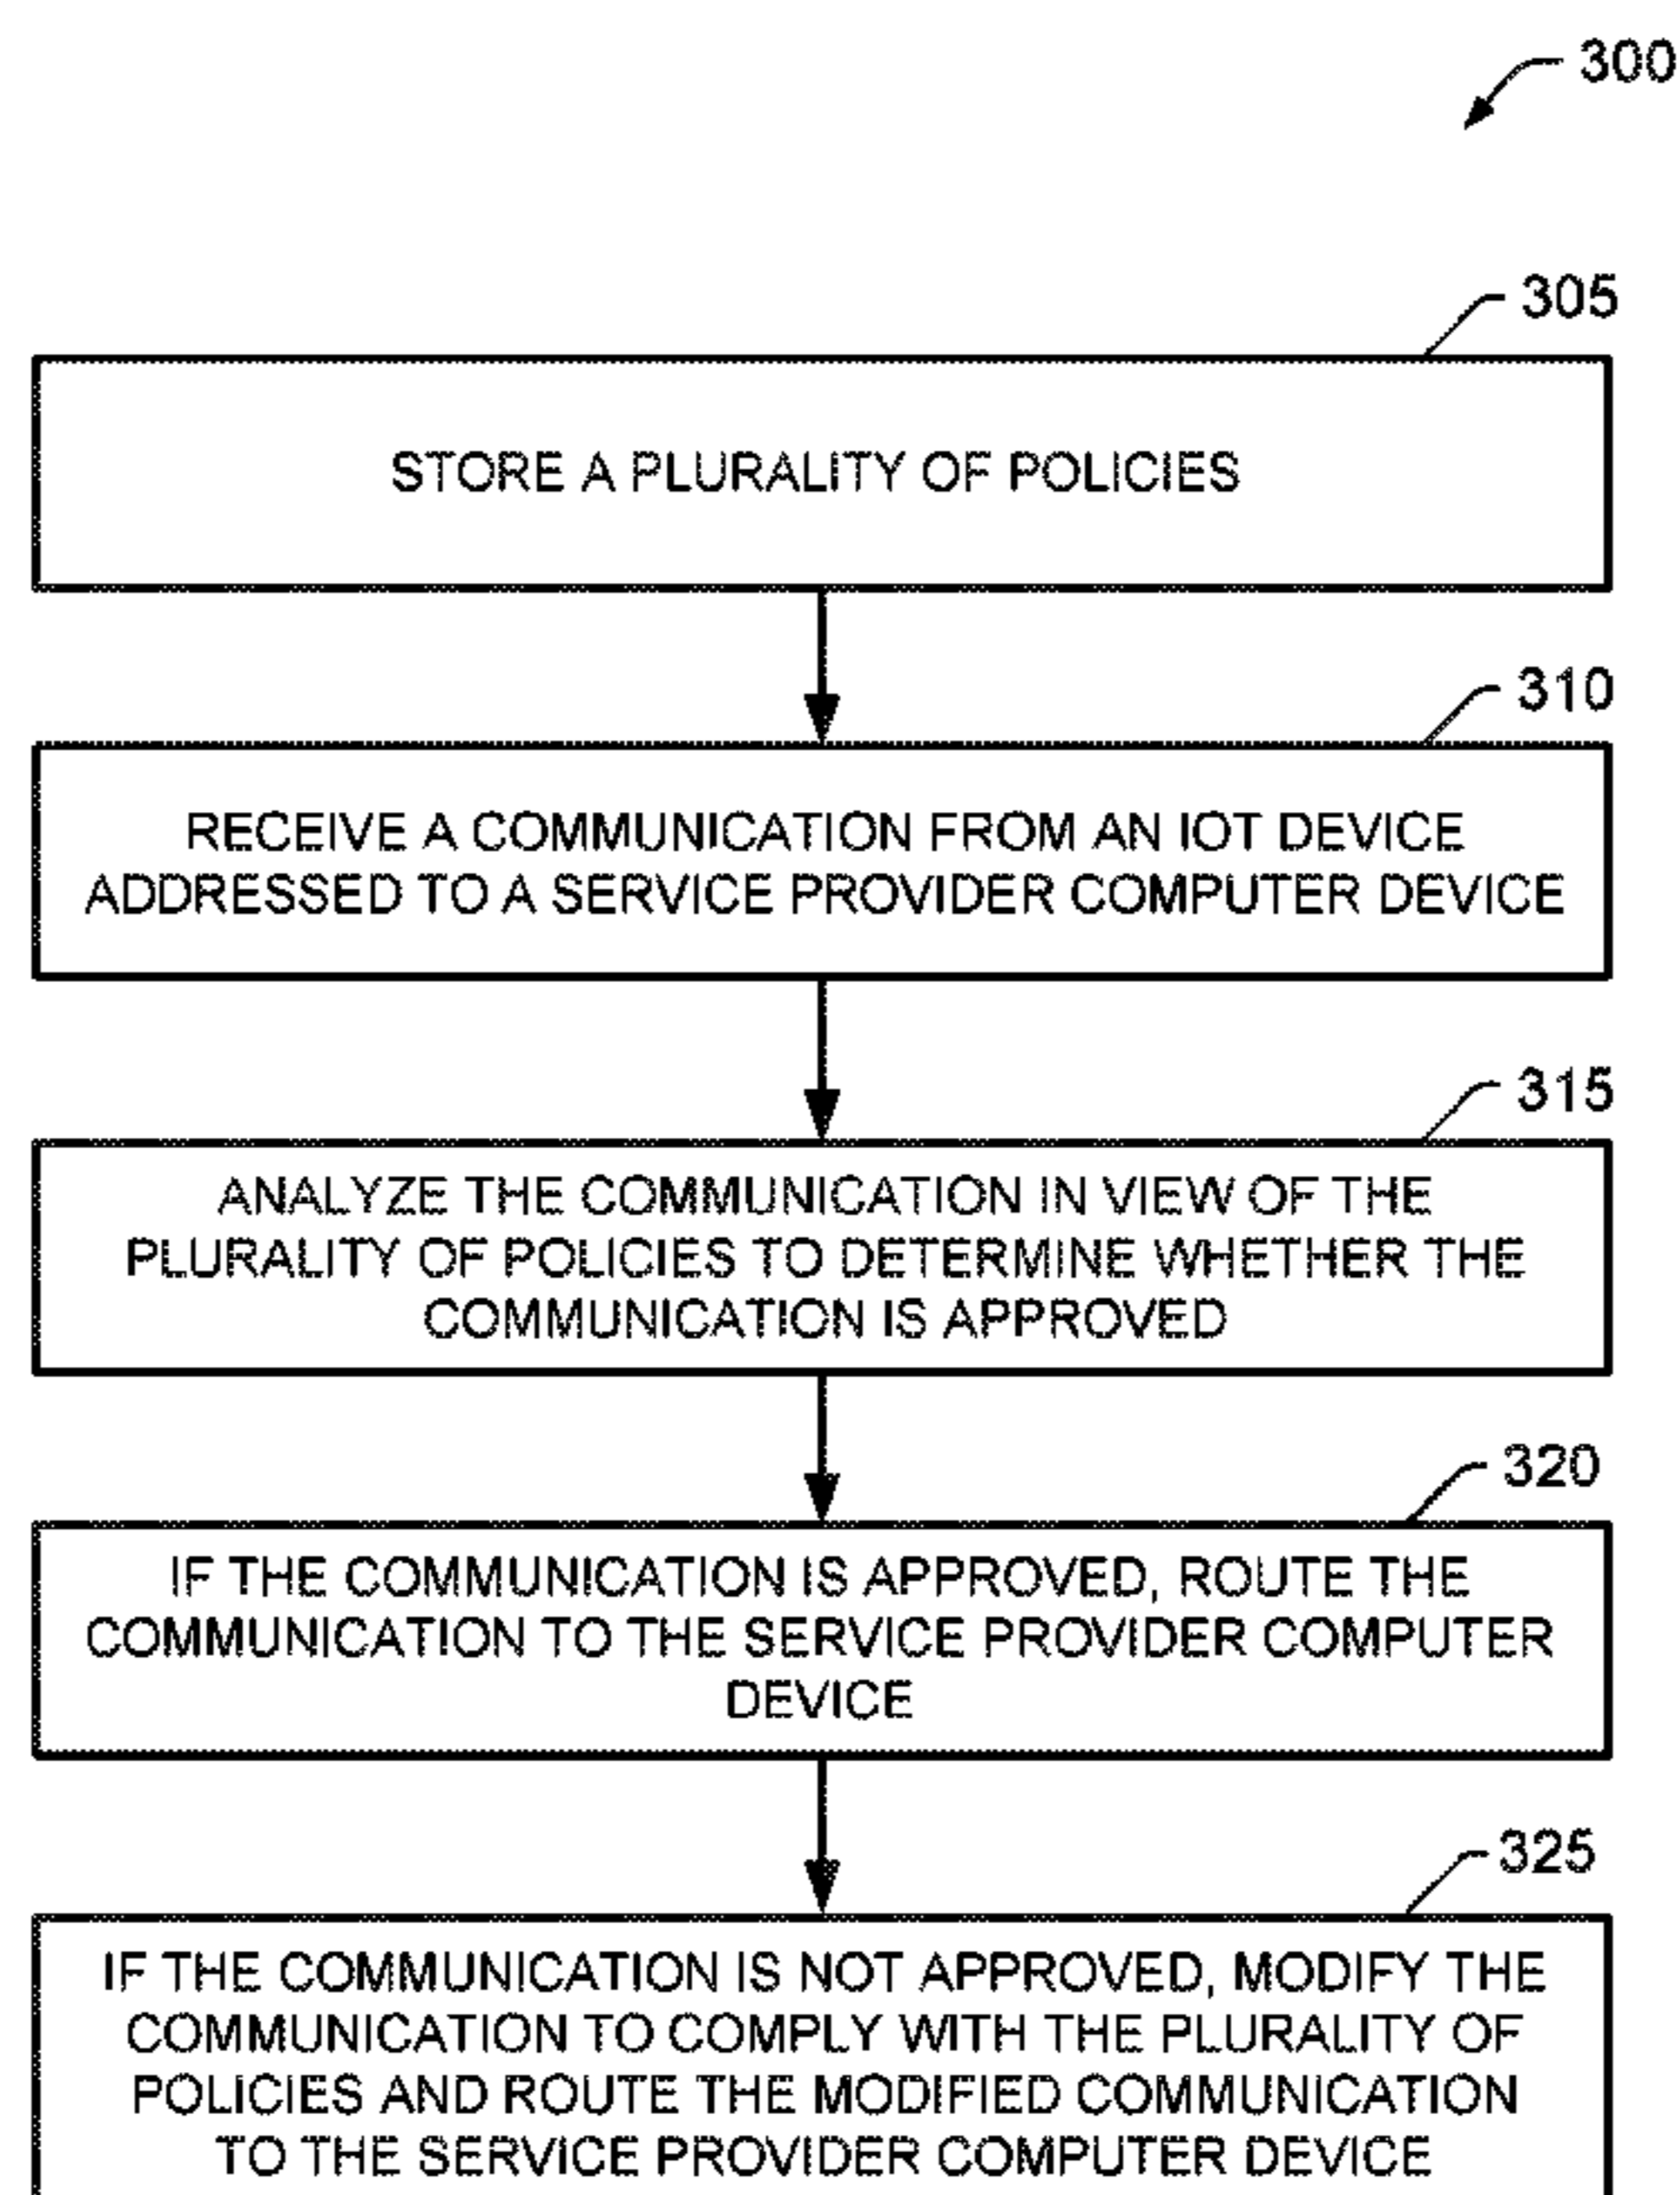 300
305
STORE A PLURALITY OF POLICIES
310
RECEIVE A COMMUNICATION FROM AN IOT DEVICE
ADDRESSED TO A SERVICE PROVIDER COMPUTER DEVICE
315
ANALYZE THE COMMUNICATION IN VIEW OF THE
PLURALITY OF POLICIES TO DETERMINE WHETHER THE
COMMUNICATION IS APPROVED
320
IF THE COMMUNICATION IS APPROVED, ROUTE THE
COMMUNICATION TO THE SERVICE PROVIDER COMPUTER
DEVICE
325
IF THE COMMUNICATION IS NOT APPROVED, MODIFY THE
COMMUNICATION TO COMPLY WITH THE PLURALITY OF
POLICIES AND ROUTE THE MODIFIED COMMUNICATION
TO THE SERVICE PROVIDER COMPUTER DEVICE